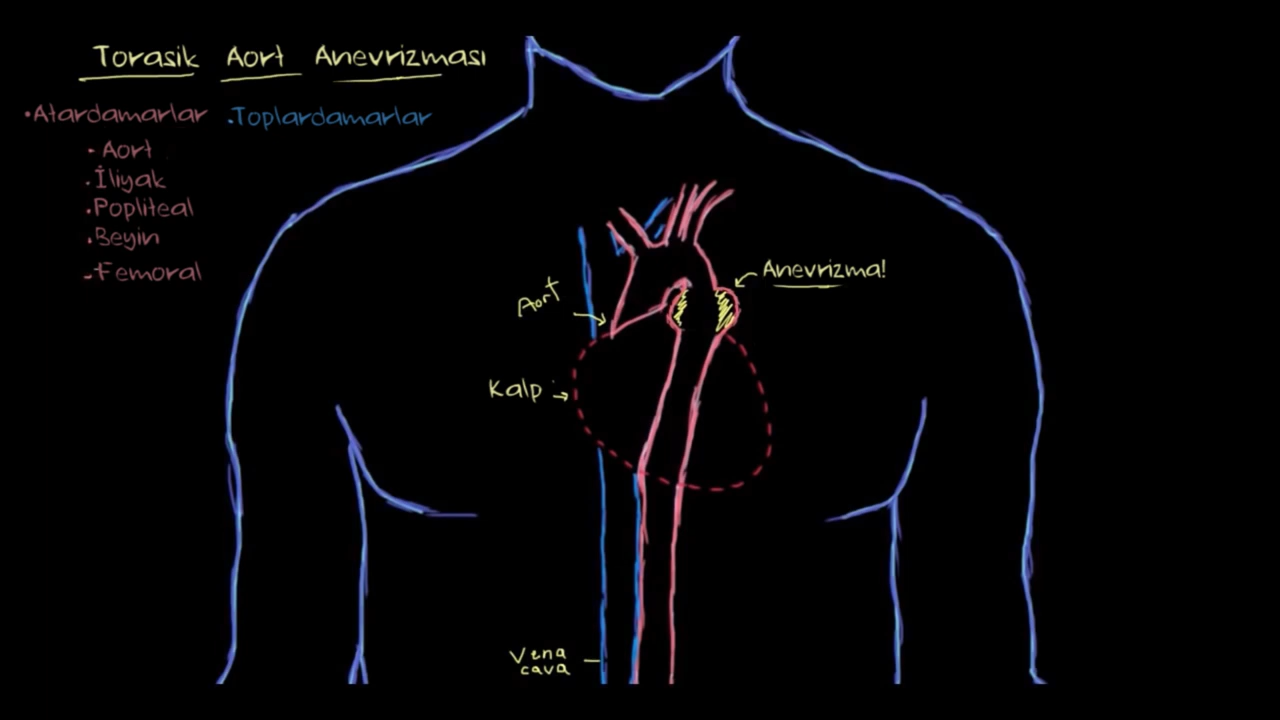 Torasik Aort Anevrizması
•Atardamarlar •Toplardamarlar
•Aort
•İliyak
•Popliteal
•Beyin
•Femoral
Anevrizma!
Aort
Kalp
Vena
cava